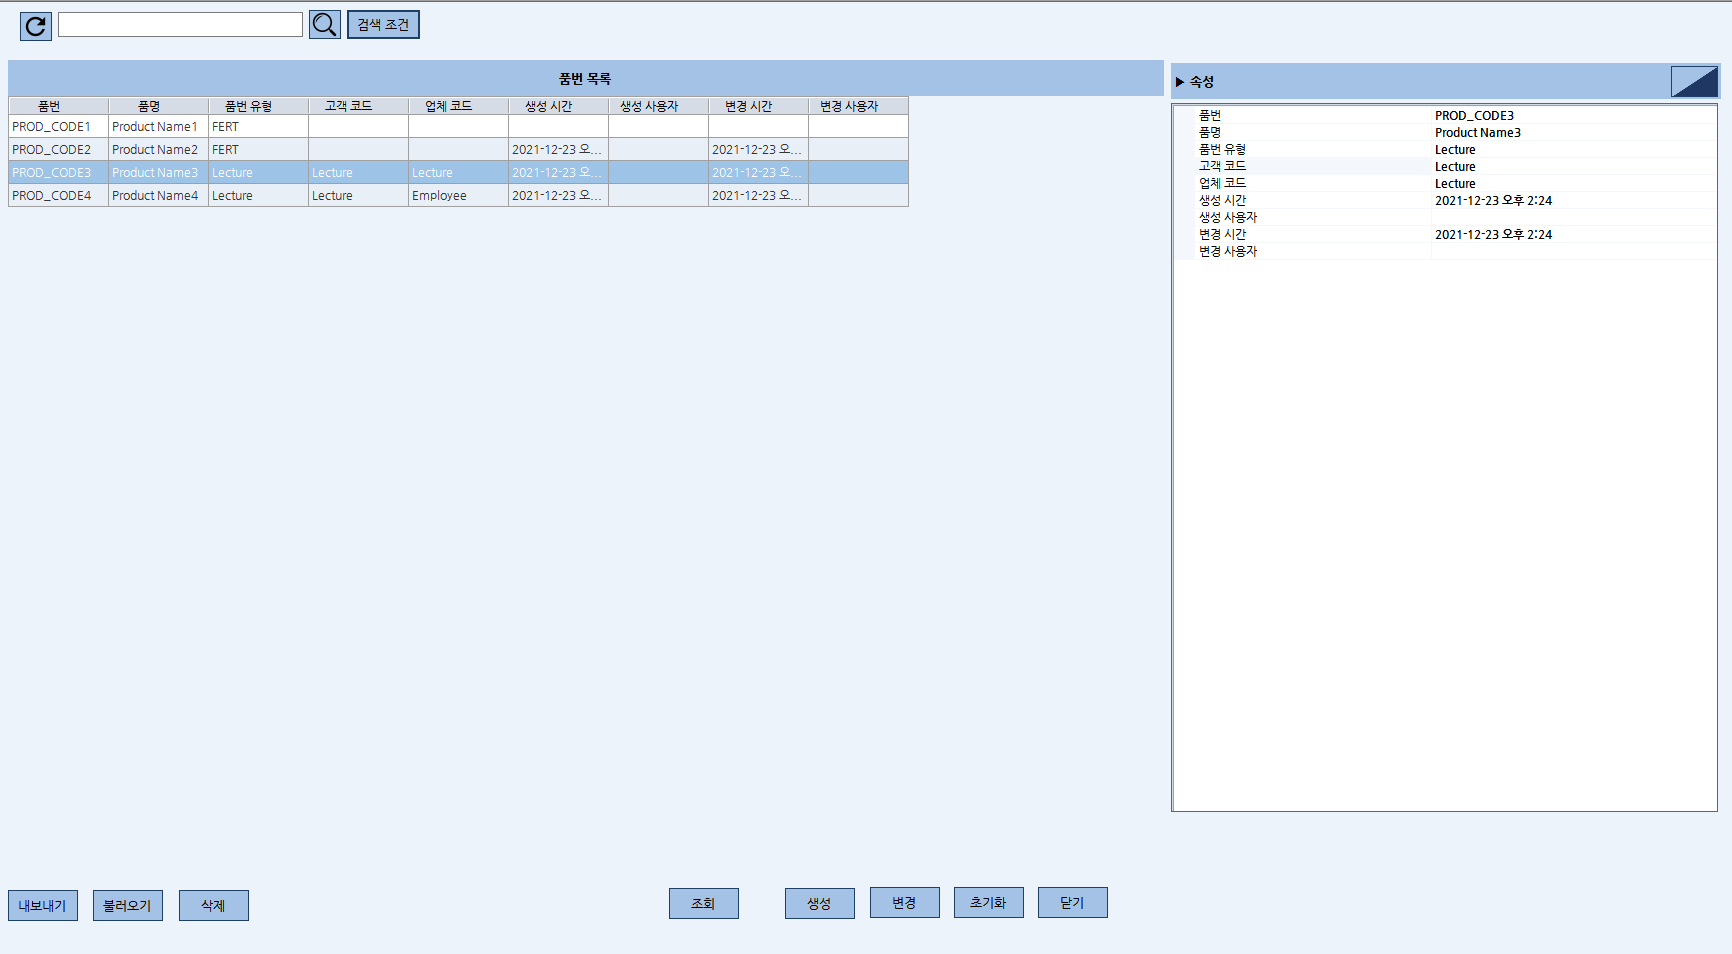 검색 조건
품번 목록
품번 품명 품번 유형 고객 코드 업체 코드 생성 시간 생성 사용자 변경 시간 변경 사용자
PROD_CODE1 Product Name1 FERT
PROD_CODE2 Product Name2 FERT 2021-12-23 오... 2021-12-23 오...
PROD_CODE3 Product Name3 Lecture Lecture Lecture 2021-12-23 오... 2021-12-23 오...
PROD_CODE4 Product Name4 Lecture Lecture Employee 2021-12-23 오... 2021-12-23 오...
▶ 속성
품번 PROD_CODE3
품명 Product Name3
품번 유형 Lecture
고객 코드 Lecture
업체 코드 Lecture
생성 시간 2021-12-23 오후 2:24
생성 사용자
변경 시간 2021-12-23 오후 2:24
변경 사용자
내보내기 불러오기 삭제 조회 생성 변경 초기화 닫기